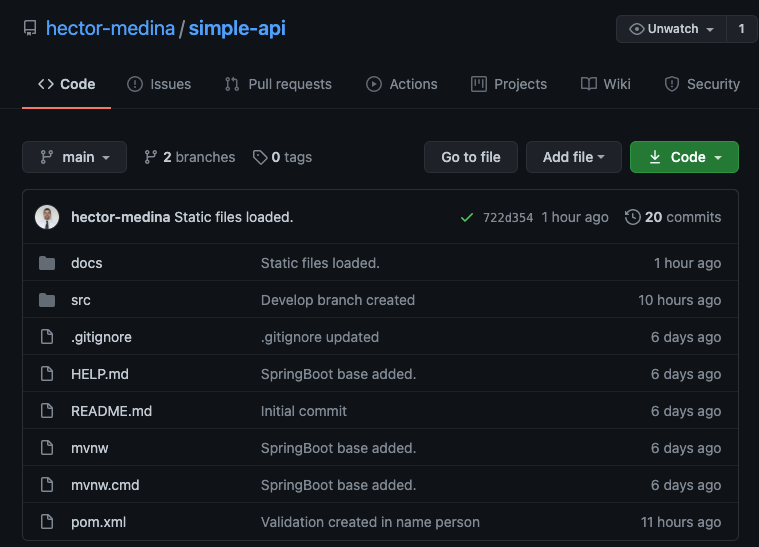 hector-medina / simple-api Unwatch 1
Code Issues Pull requests Actions Projects Wiki Security
main 2 branches 0 tags Go to file Add file Code
hector-medina Static files loaded. 722d354 1 hour ago 20 commits
docs Static files loaded. 1 hour ago
src Develop branch created 10 hours ago
.gitignore .gitignore updated 6 days ago
HELP.md SpringBoot base added. 6 days ago
README.md Initial commit 6 days ago
mvnw SpringBoot base added. 6 days ago
mvnw.cmd SpringBoot base added. 6 days ago
pom.xml Validation created in name person 11 hours ago